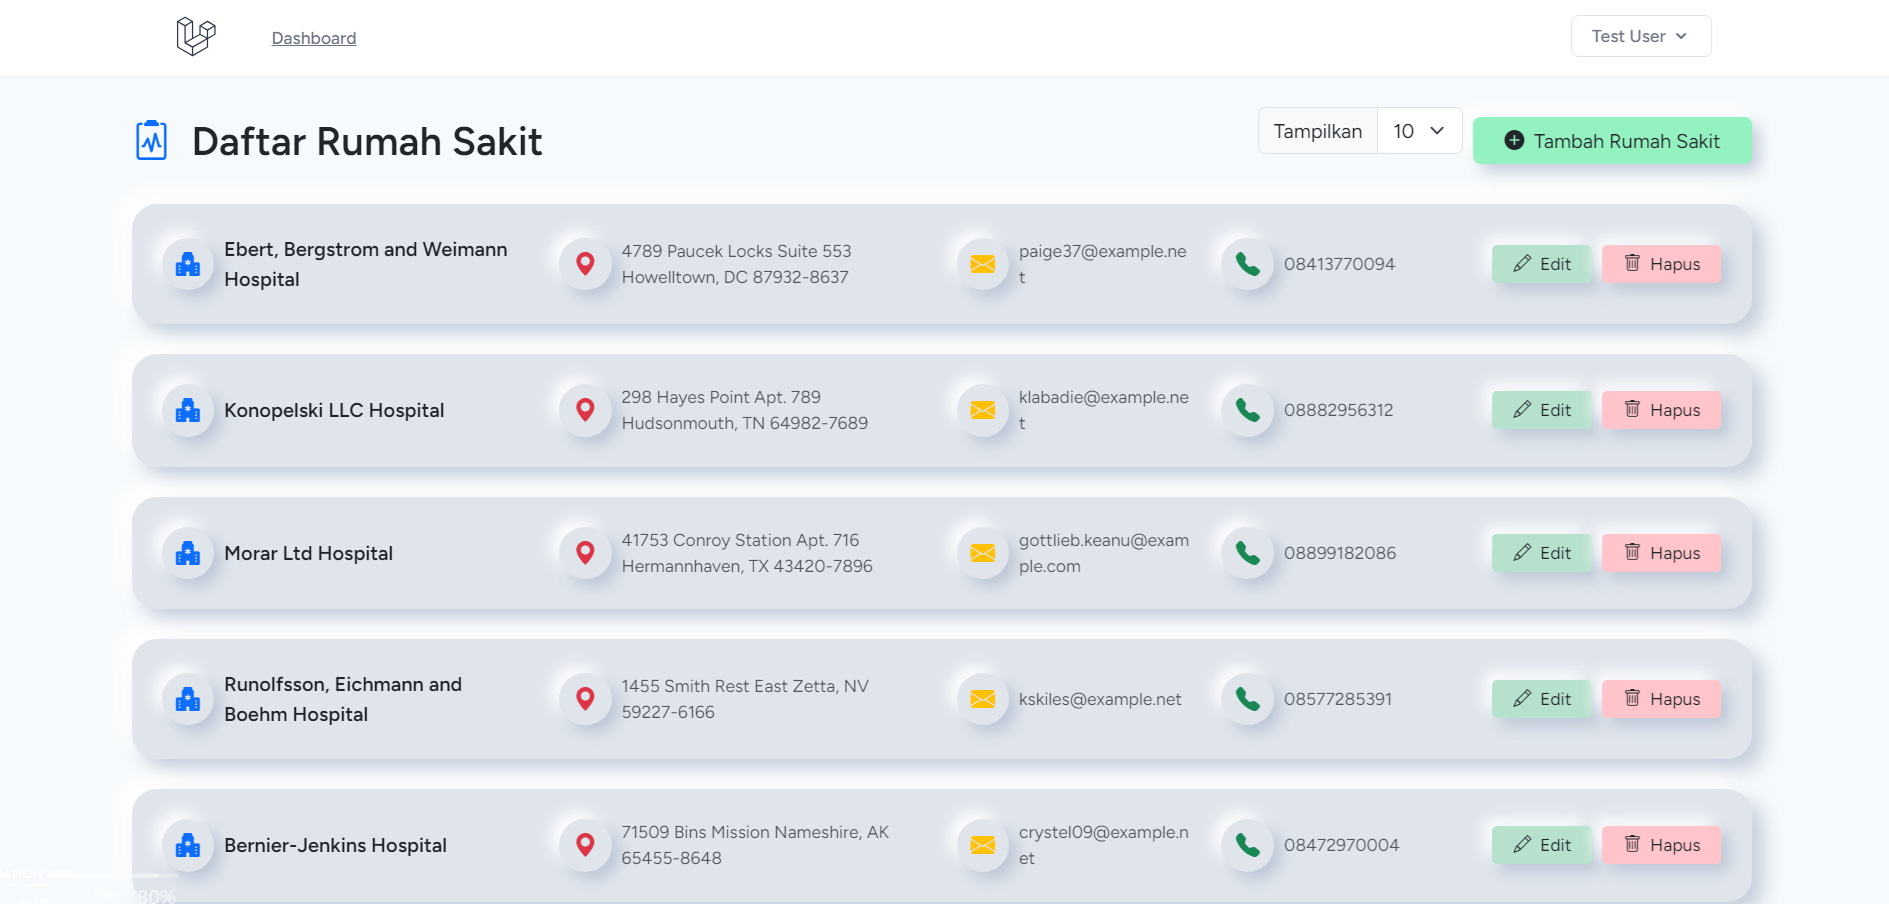 Dashboard
Test User
Daftar Rumah Sakit
Tampilkan 10
Tambah Rumah Sakit
Ebert, Bergstrom and Weimann
Hospital
4789 Paucek Locks Suite 553
Howelltown, DC 87932-8637
paige37@example.ne
t
08413770094
Edit
Hapus
Konopelski LLC Hospital
298 Hayes Point Apt. 789
Hudsonmouth, TN 64982-7689
klabadie@example.ne
t
08882956312
Edit
Hapus
Morar Ltd Hospital
41753 Conroy Station Apt. 716
Hermannhaven, TX 43420-7896
gottlieb.keanu@exam
ple.com
08899182086
Edit
Hapus
Runolfsson, Eichmann and
Boehm Hospital
1455 Smith Rest East Zetta, NV
59227-6166
kskiles@example.net
08577285391
Edit
Hapus
Bernier-Jenkins Hospital
71509 Bins Mission Nameshire, AK
65455-8648
crystel09@example.n
et
08472970004
Edit
Hapus
80%